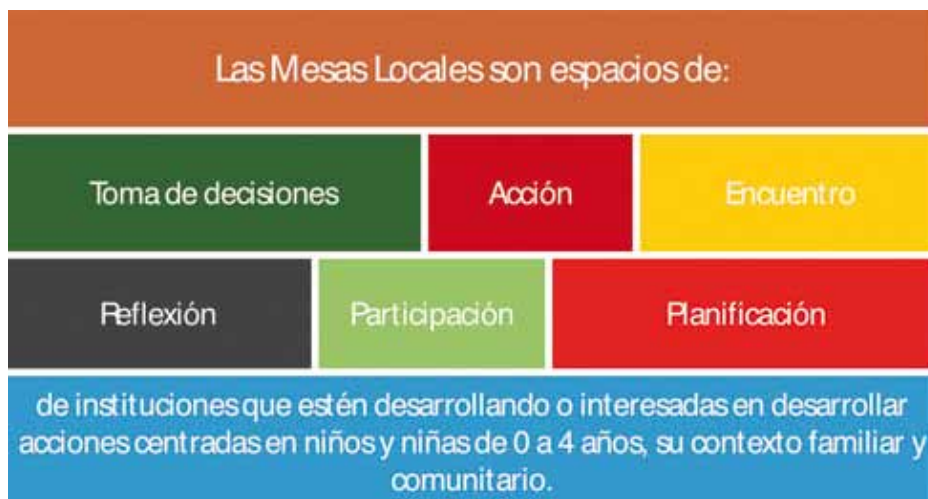 Las Mesas Locales son espacios de:
Toma de decisiones
Acción
Encuentro
Reflexión
Participación
Planificación
de instituciones que estén desarrollando o interesadas en desarrollar
acciones centradas en niños y niñas de 0 a 4 años, su contexto familiar y
comunitario.